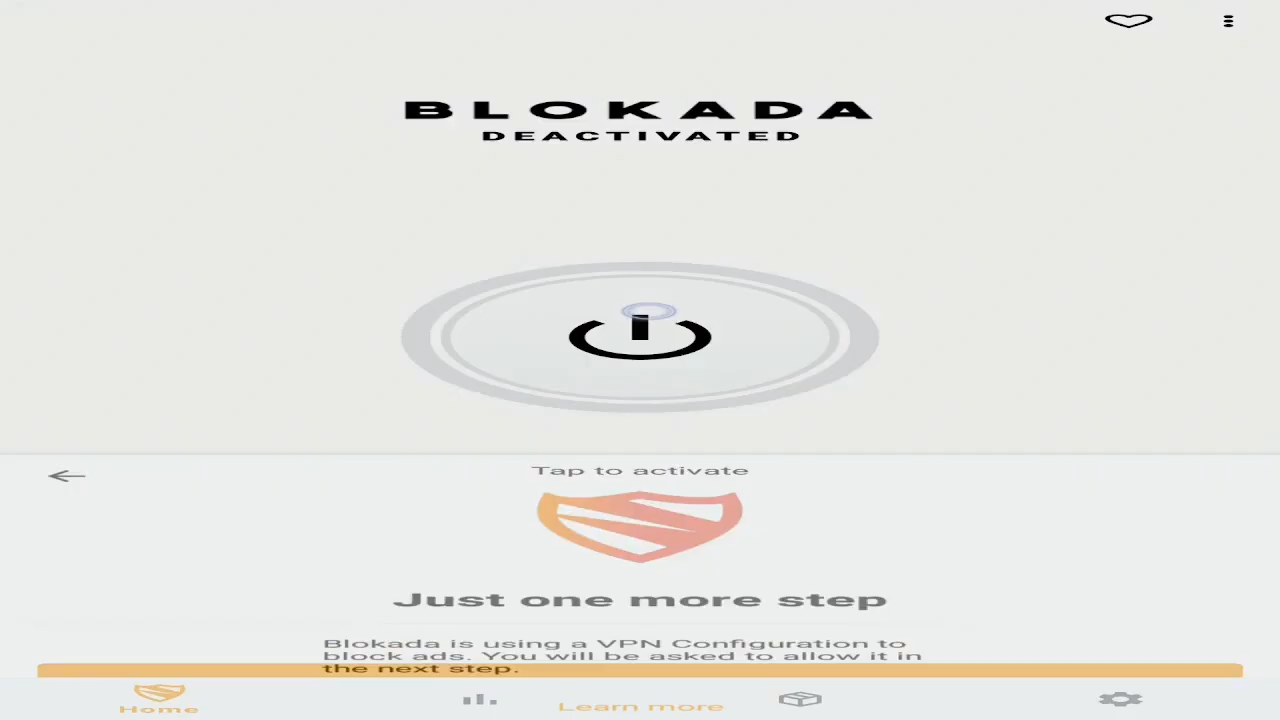 BLOKADA
DEACTIVATED
Tap to activate
Just one more step
Blokada is using a VPN Configuration to
block ads. You will be asked to allow it in
the next step.
Home
Learn more